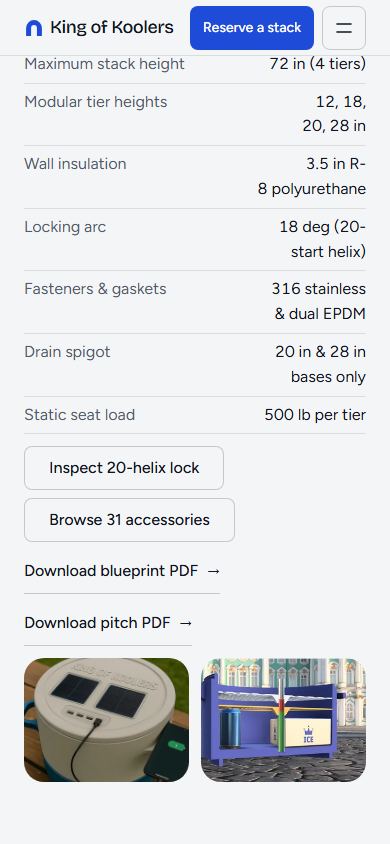 King of Koolers
Reserve a stack
Maximum stack height
72 in (4 tiers)
Modular tier heights
12, 18,
20, 28 in
Wall insulation
3.5 in R-
8 polyurethane
Locking arc
18 deg (20-
start helix)
Fasteners & gaskets
316 stainless
& dual EPDM
Drain spigot
20 in & 28 in
bases only
Static seat load
500 lb per tier
Inspect 20-helix lock
Browse 31 accessories
Download blueprint PDF →
Download pitch PDF →
KING OF KOOLERS
ICE